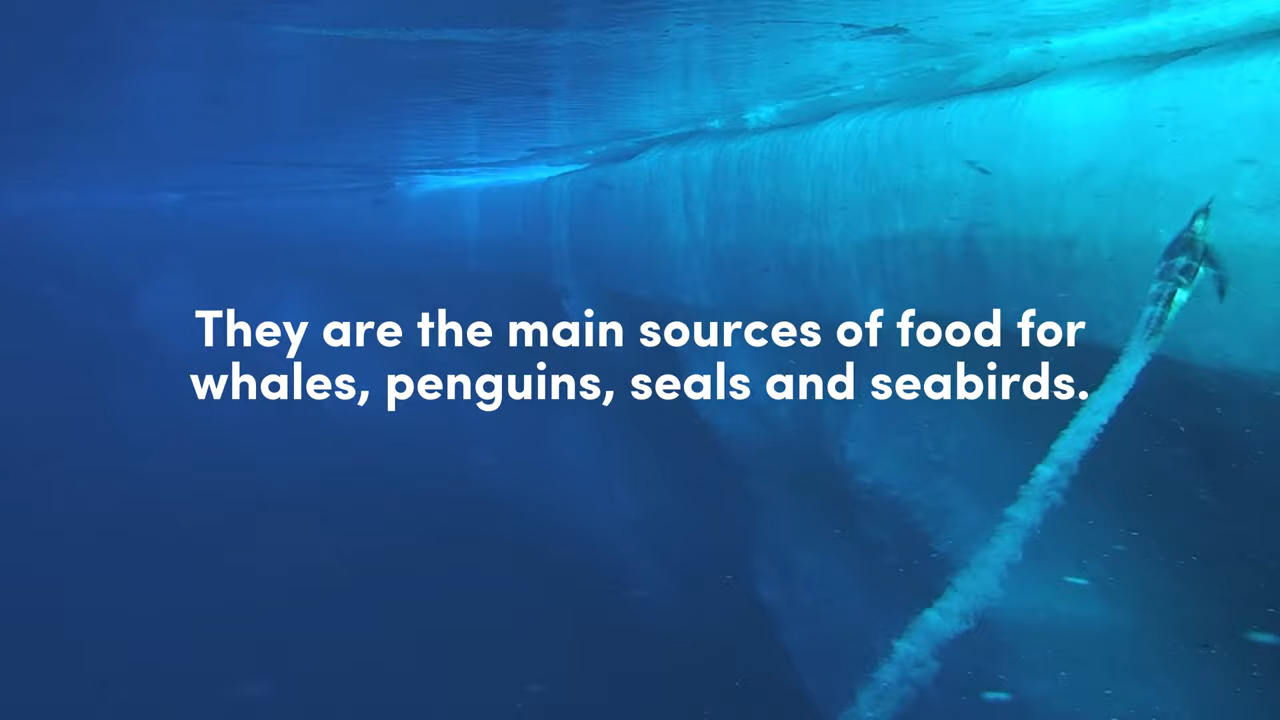 They are the main sources of food for
whales, penguins, seals and seabirds.